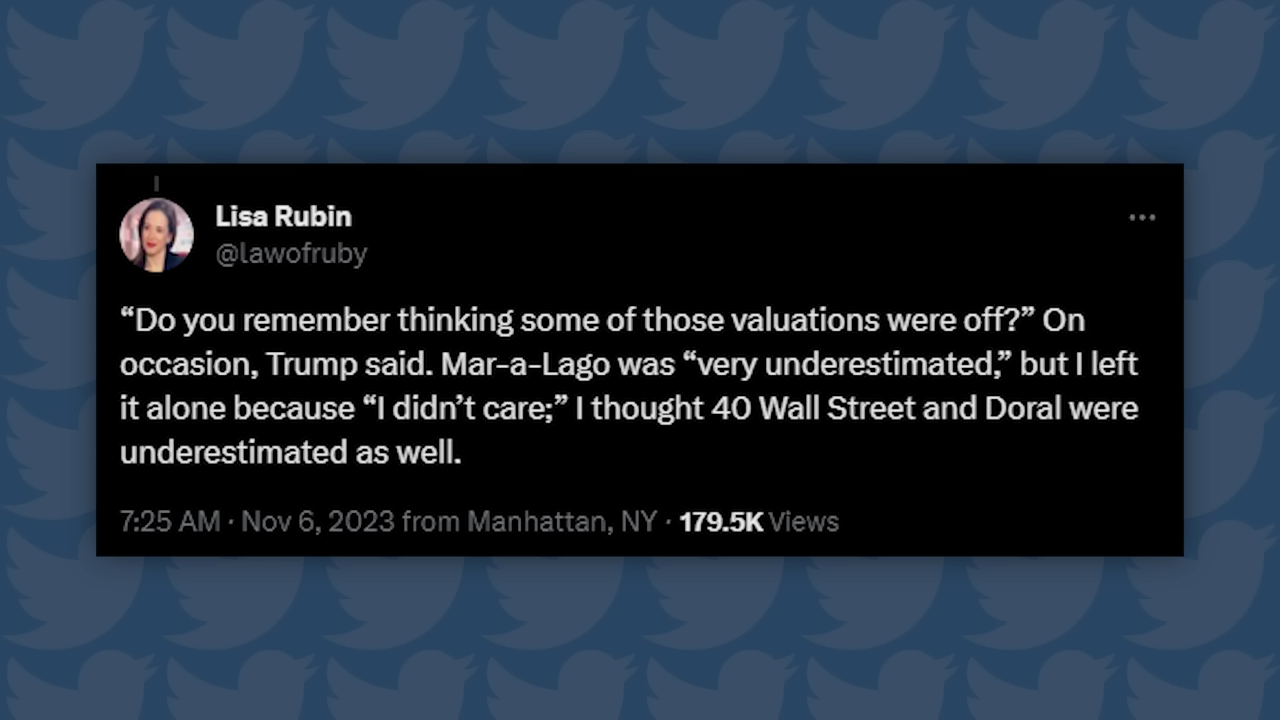 Lisa Rubin
@lawofruby
“Do you remember thinking some of those valuations were off?” On
occasion, Trump said. Mar-a-Lago was “very underestimated,” but I left
it alone because “I didn’t care;” I thought 40 Wall Street and Doral were
underestimated as well.
7:25 AM · Nov 6, 2023 from Manhattan, NY · 179.5K Views